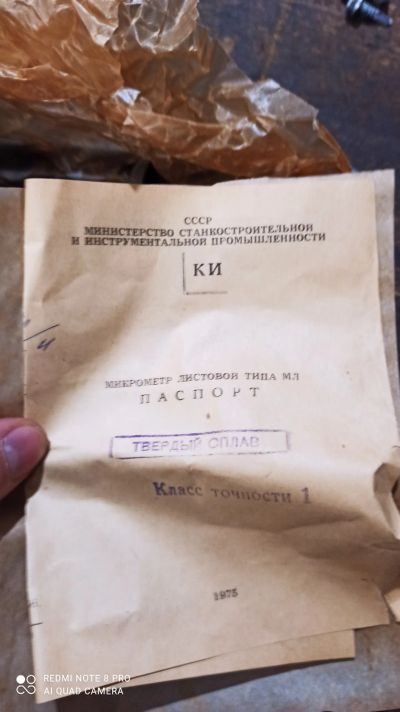 СССР
МИНИСТЕРСТВО СТАНКОСТРОИТЕЛЬНОЙ
И ИНСТРУМЕНТАЛЬНОЙ ПРОМЫШЛЕННОСТИ
КИ
МИКРОМЕТР ЛИСТОВОЙ ТИПА МЛ
ПАСПОРТ
ТВЕРДЫЙ СПЛАВ
Класс точности 1
1975
REDMI NOTE 8 PRO
AI QUAD CAMERA